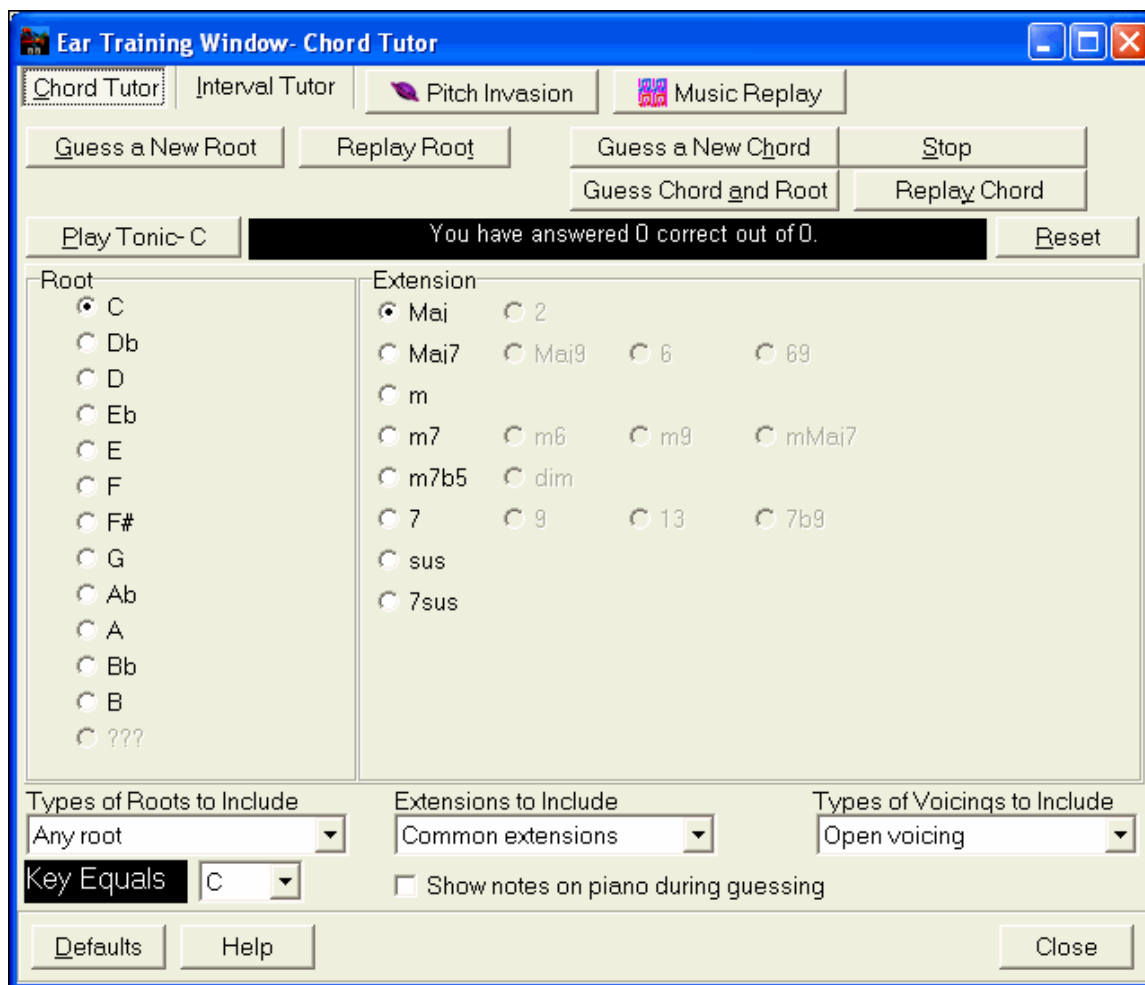 Ear Training Window- Chord Tutor
Chord Tutor Interval Tutor Pitch Invasion Music Replay
Guess a New Root Replay Root Guess a New Chord Stop
Guess Chord and Root Replay Chord
Play Tonic- C You have answered 0 correct out of 0. Reset
Root Extension
C Maj 2
Db Maj7 Maj9 6 69
D m
Eb m7 m6 m9 mMaj7
E m7b5 dim
F 7 9 13 7b9
F# sus
G 7sus
Ab
A
Bb
B
???
Types of Roots to Include Extensions to Include Types of Voicings to Include
Any root Common extensions Open voicing
Key Equals C Show notes on piano during guessing
Defaults Help Close